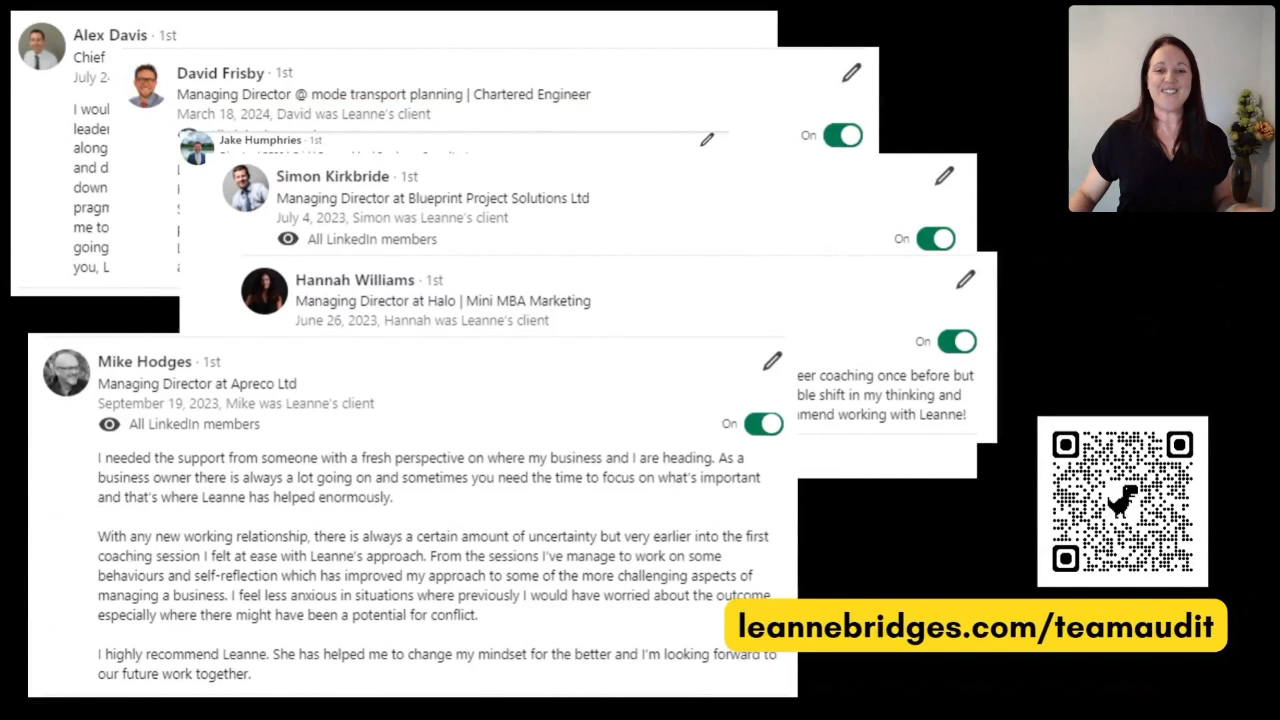 Alex Davis · 1st
Chief
July 2
I woul
leader
along
and d
down
pragm
me to
going
you, L
David Frisby · 1st
Managing Director @ mode transport planning | Chartered Engineer
March 18, 2024, David was Leanne's client
On
Jake Humphries · 1st
Simon Kirkbride · 1st
Managing Director at Blueprint Project Solutions Ltd
July 4, 2023, Simon was Leanne's client
All LinkedIn members
On
Hannah Williams · 1st
Managing Director at Halo | Mini MBA Marketing
June 26, 2023, Hannah was Leanne's client
On
eer coaching once before but
ble shift in my thinking and
mend working with Leanne!
Mike Hodges · 1st
Managing Director at Apreco Ltd
September 19, 2023, Mike was Leanne's client
All LinkedIn members
On
I needed the support from someone with a fresh perspective on where my business and I are heading. As a
business owner there is always a lot going on and sometimes you need the time to focus on what's important
and that's where Leanne has helped enormously.
With any new working relationship, there is always a certain amount of uncertainty but very earlier into the first
coaching session I felt at ease with Leanne's approach. From the sessions I've manage to work on some
behaviours and self-reflection which has improved my approach to some of the more challenging aspects of
managing a business. I feel less anxious in situations where previously I would have worried about the outcome
especially where there might have been a potential for conflict.
I highly recommend Leanne. She has helped me to change my mindset for the better and I'm looking forward to
our future work together.
leannebridges.com/teamaudit